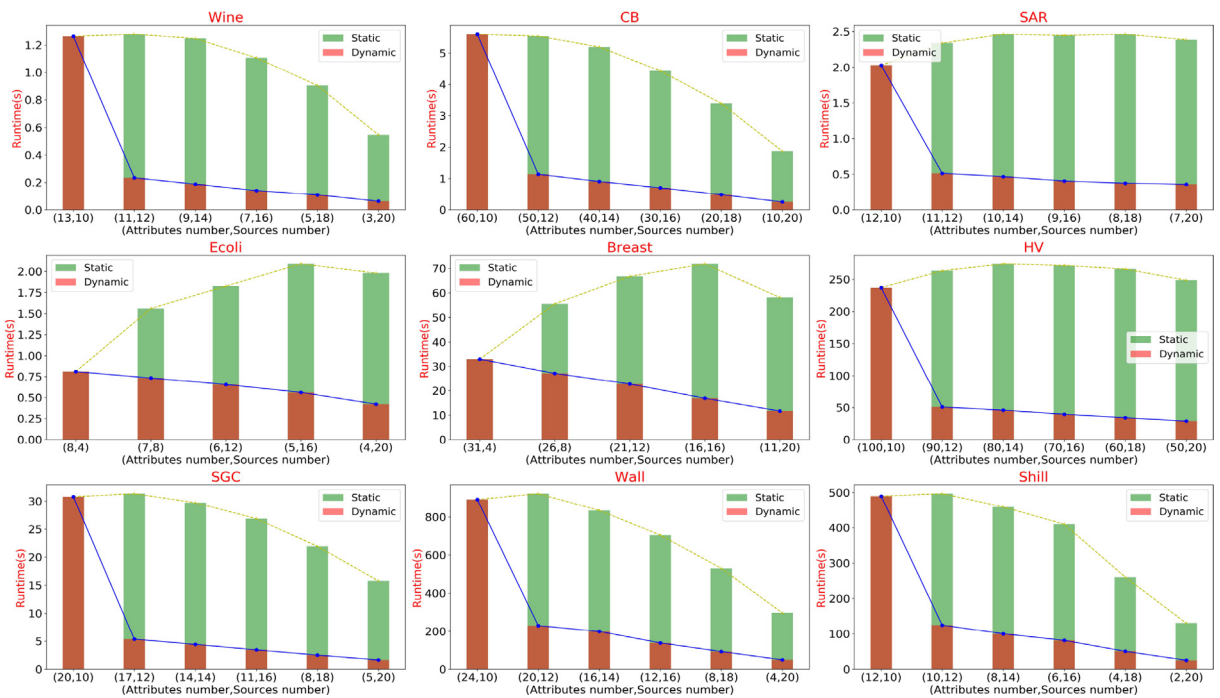 Wine
Runtime(s)
1.2
1.0
0.8
0.6
0.4
0.2
0.0
Static
Dynamic
(13,10) (11,12) (9,14) (7,16) (5,18) (3,20)
(Attributes number,Sources number)
CB
Runtime(s)
5
4
3
2
1
0
Static
Dynamic
(60,10) (50,12) (40,14) (30,16) (20,18) (10,20)
(Attributes number,Sources number)
SAR
Runtime(s)
2.5
2.0
1.5
1.0
0.5
0.0
Static
Dynamic
(12,10) (11,12) (10,14) (9,16) (8,18) (7,20)
(Attributes number,Sources number)
Ecoli
Runtime(s)
2.00
1.75
1.50
1.25
1.00
0.75
0.50
0.25
0.00
Static
Dynamic
(8,4) (7,8) (6,12) (5,16) (4,20)
(Attributes number,Sources number)
Breast
Runtime(s)
70
60
50
40
30
20
10
0
Static
Dynamic
(31,4) (26,8) (21,12) (16,16) (11,20)
(Attributes number,Sources number)
HV
Runtime(s)
250
200
150
100
50
0
Static
Dynamic
(100,10) (90,12) (80,14) (70,16) (60,18) (50,20)
(Attributes number,Sources number)
SGC
Runtime(s)
30
25
20
15
10
5
0
Static
Dynamic
(20,10) (17,12) (14,14) (11,16) (8,18) (5,20)
(Attributes number,Sources number)
Wall
Runtime(s)
800
600
400
200
0
Static
Dynamic
(24,10) (20,12) (16,14) (12,16) (8,18) (4,20)
(Attributes number,Sources number)
Shill
Runtime(s)
500
400
300
200
100
0
Static
Dynamic
(12,10) (10,12) (8,14) (6,16) (4,18) (2,20)
(Attributes number,Sources number)